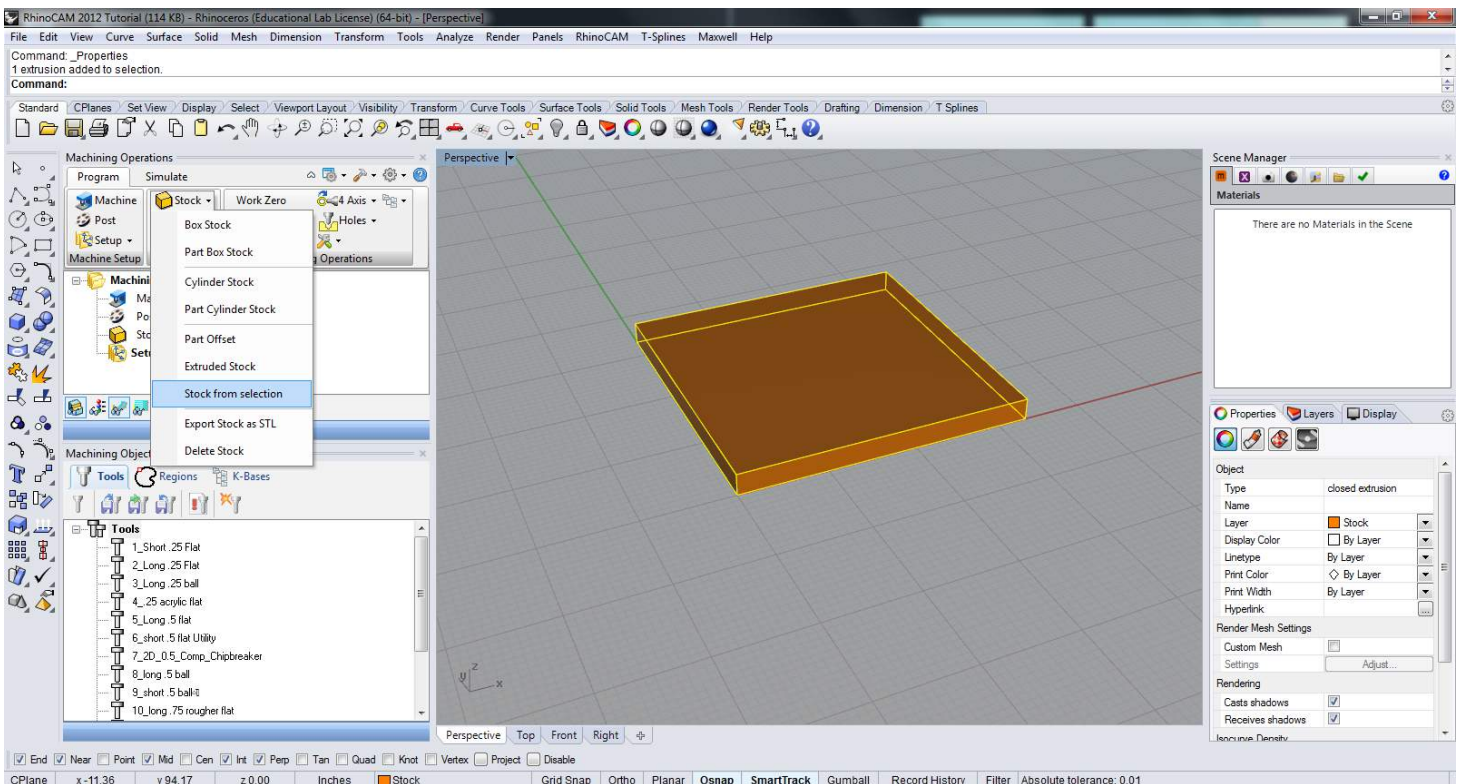 RhinoCAM 2012 Tutorial (114 KB) - Rhinoceros (Educational Lab License) (64-bit) - [Perspective]
File Edit View Curve Surface Solid Mesh Dimension Transform Tools Analyze Render Panels RhinoCAM T-Splines Maxwell Help
Command: _Properties
1 extrusion added to selection.
Command:
Standard CPlanes Set View Display Select Viewport Layout Visibility Transform Curve Tools Surface Tools Solid Tools Mesh Tools Render Tools Drafting Dimension T Splines
Machining Operations
Program Simulate
Machine Stock Work Zero 4 Axis
Post Holes
Setup
Machine Setup g Operations
Box Stock
Part Box Stock
Cylinder Stock
Part Cylinder Stock
Part Offset
Extruded Stock
Stock from selection
Export Stock as STL
Delete Stock
Machini
Ma
Po
Sto
Set
Machining Object
Tools Regions K-Bases
Tools
1_Short .25 Flat
2_Long .25 Flat
3_Long .25 ball
4_.25 acrylic flat
5_Long .5 flat
6_short .5 flat Utility
7_2D_0.5_Comp_Chipbreaker
8_long .5 ball
9_short .5 ball
10_long .75 rougher flat
Perspective
z
y x
Perspective Top Front Right
Scene Manager
Materials
There are no Materials in the Scene
Properties Layers Display
Object
Type closed extrusion
Name
Layer Stock
Display Color By Layer
Linetype By Layer
Print Color By Layer
Print Width By Layer
Hyperlink ...
Render Mesh Settings
Custom Mesh
Settings Adjust...
Rendering
Casts shadows
Receives shadows
Isocurve Density
End Near Point Mid Cen Int Perp Tan Quad Knot Vertex Project Disable
CPlane x -11.36 y 94.17 z 0.00 Inches Stock Grid Snap Ortho Planar Osnap SmartTrack Gumball Record History Filter Absolute tolerance: 0.01